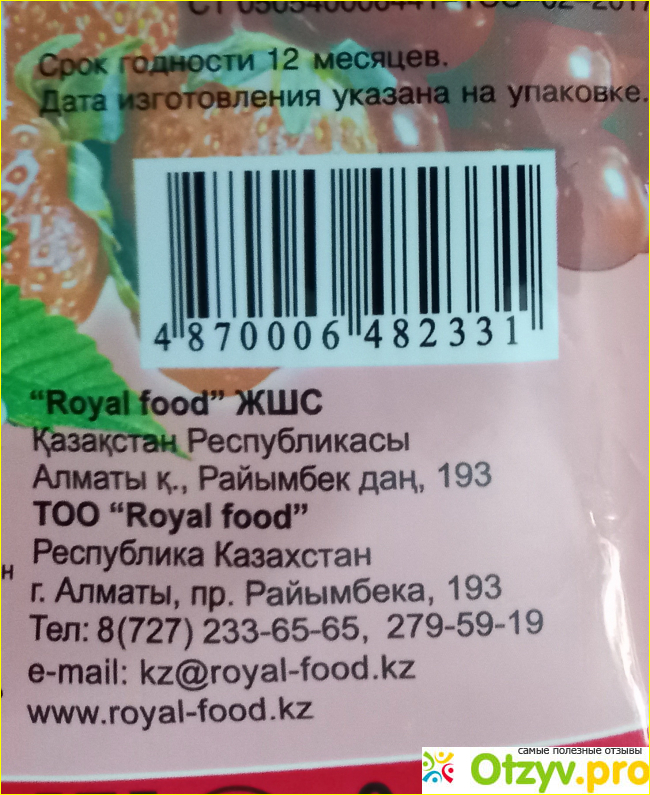 Срок годности 12 месяцев.
Дата изготовления указана на упаковке.
4 870006 482331
“Royal food” ЖШС
Қазақстан Республикасы
Алматы қ., Райымбек даң, 193
ТОО “Royal food”
Республика Казахстан
н
г. Алматы, пр. Райымбека, 193
Тел: 8(727) 233-65-65, 279-59-19
e-mail: kz@royal-food.kz
www.royal-food.kz
самые полезные отзывы
Otzyv.pro